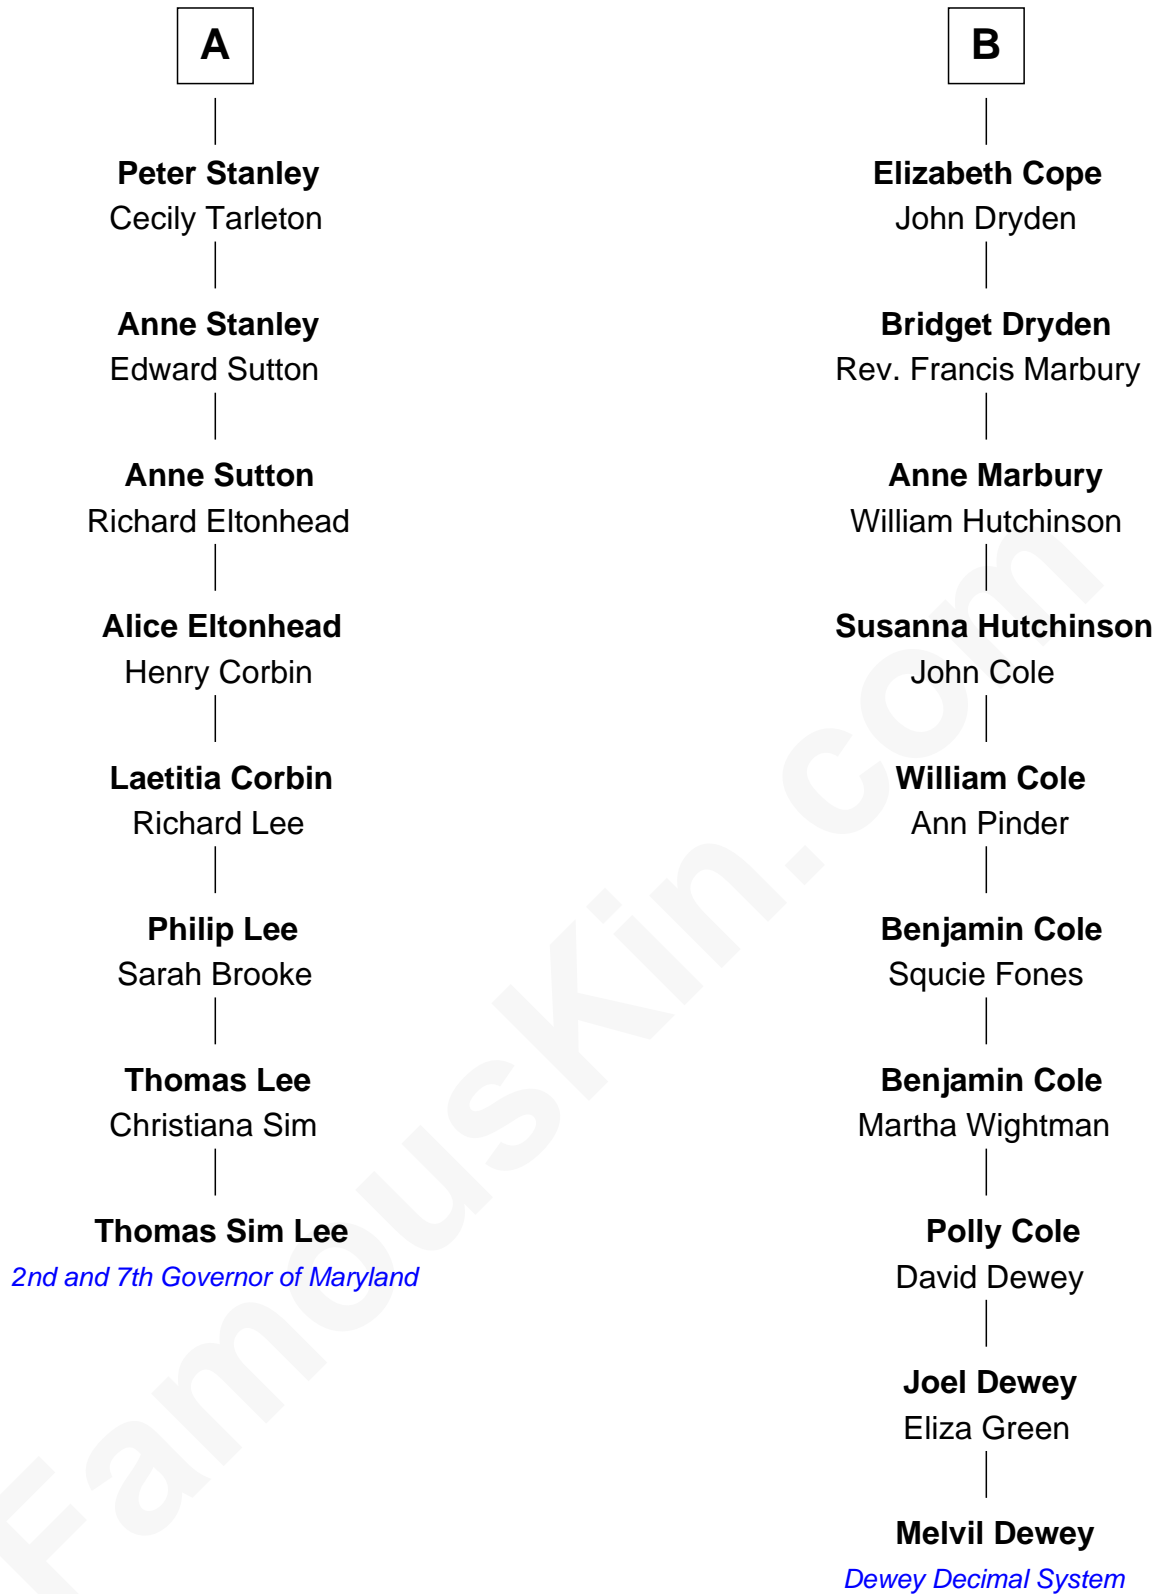 A
Peter Stanley
Cecily Tarleton
Anne Stanley
Edward Sutton
Anne Sutton
Richard Eltonhead
Alice Eltonhead
Henry Corbin
Laetitia Corbin
Richard Lee
Philip Lee
Sarah Brooke
Thomas Lee
Christiana Sim
Thomas Sim Lee
2nd and 7th Governor of Maryland
B
Elizabeth Cope
John Dryden
Bridget Dryden
Rev. Francis Marbury
Anne Marbury
William Hutchinson
Susanna Hutchinson
John Cole
William Cole
Ann Pinder
Benjamin Cole
Squcie Fones
Benjamin Cole
Martha Wightman
Polly Cole
David Dewey
Joel Dewey
Eliza Green
Melvil Dewey
Dewey Decimal System
FamousKin.com